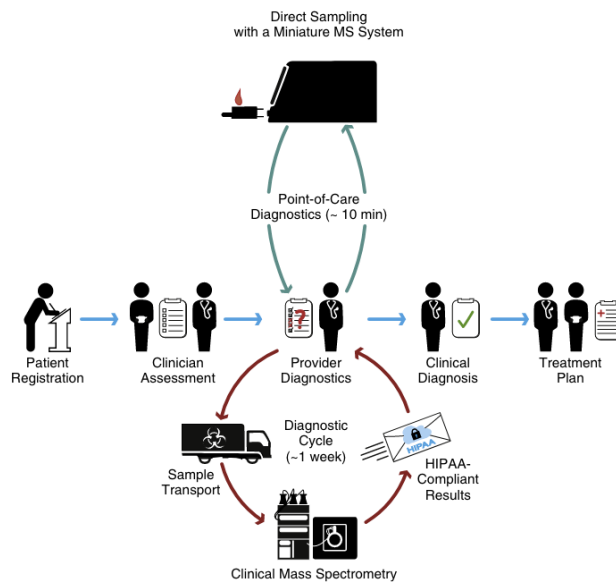 Direct Sampling
with a Miniature MS System
Point-of-Care
Diagnostics (~ 10 min)
?
Patient
Registration
Clinician
Assessment
Provider
Diagnostics
Clinical
Diagnosis
Treatment
Plan
Sample
Transport
Diagnostic
Cycle
(~1 week)
HIPAA
HIPAA-
Compliant
Results
Clinical Mass Spectrometry